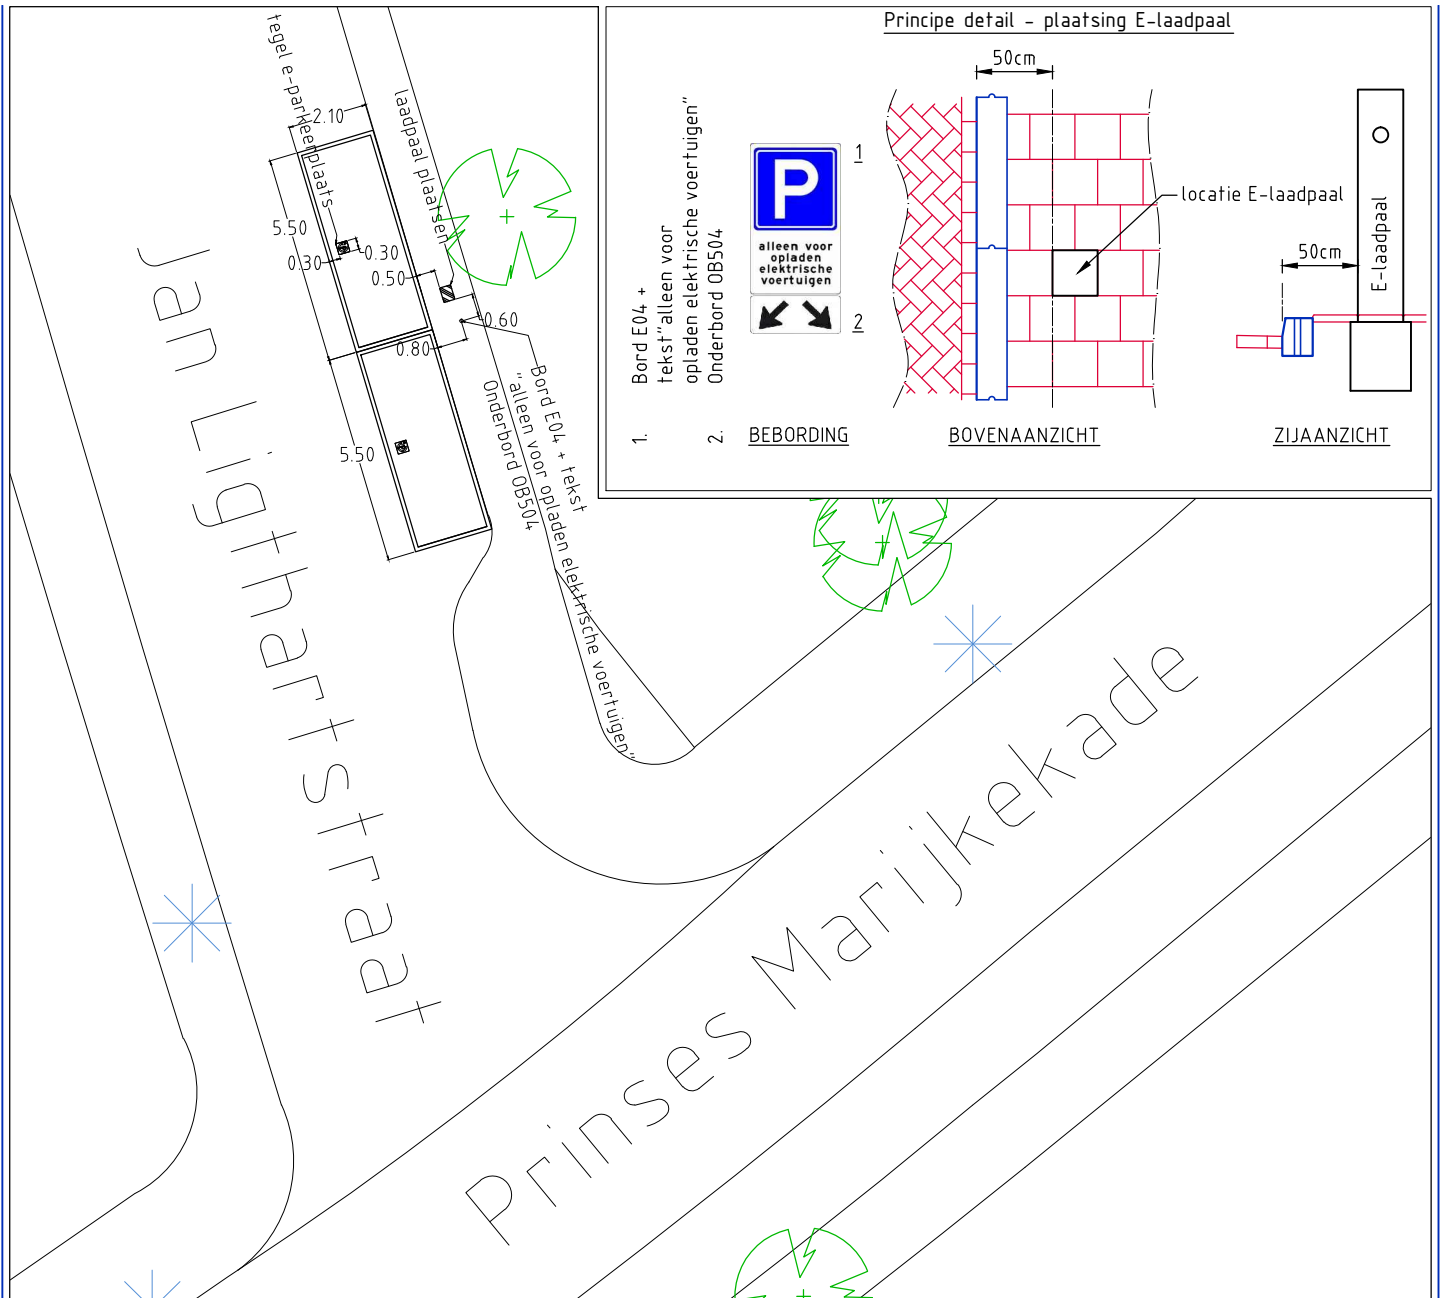 Principe detail - plaatsing E-laadpaal
tegel e-parkeerplaats
laadpaal plaatsen
2.10
5.50
0.30
0.30
0.50
0.60
0.80
5.50
Bord E04 + tekst
"alleen voor opladen elektrische voertuigen"
Onderbord OB504
Jan Ligthartstraat
Prinses Marijkekade
1. Bord E04 +
tekst"alleen voor
opladen elektrische voertuigen"
2. Onderbord OB504
P
alleen voor
opladen
elektrische
voertuigen
1
2
BEBORDING
50cm
locatie E-laadpaal
BOVENAANZICHT
50cm
E-laadpaal
ZIJAANZICHT